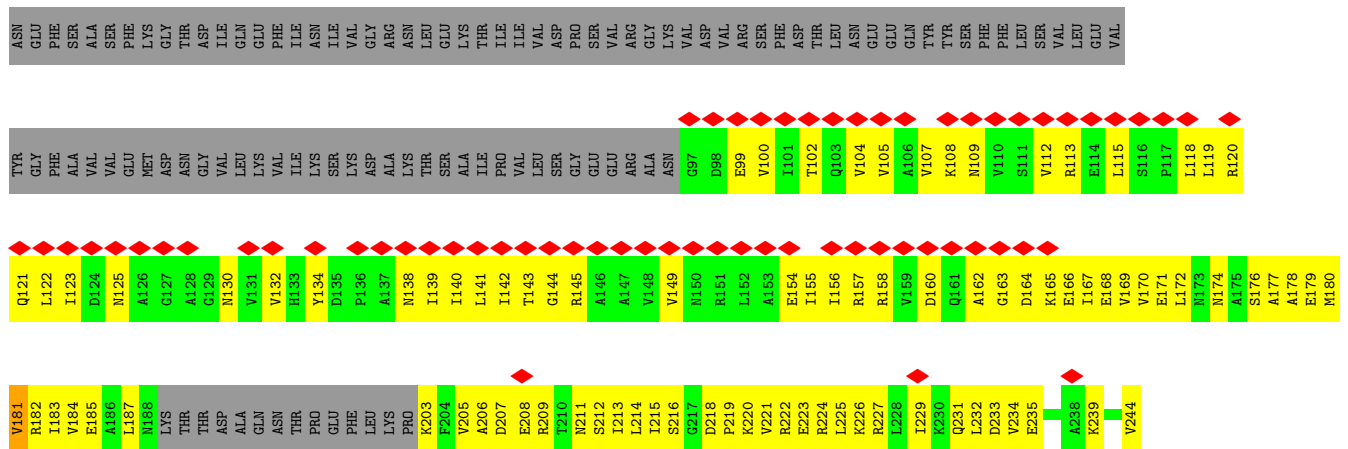 ASN GLU PHE SER ALA SER PHE LYS GLY THR ASP ILE GLN GLU PHE ILE ASN ILE VAL GLY ARG ASN LEU GLU LYS THR ILE ILE VAL ASP PRO SER VAL ARG GLY LYS VAL ASP VAL ARG SER PHE ASP THR LEU ASN GLU GLU GLN TYR TYR SER PHE PHE LEU SER VAL LEU GLU VAL
TYR GLY PHE ALA VAL VAL GLU MET ASP ASN GLY VAL LEU LYS VAL ILE LYS SER LYS ASP ALA LYS THR SER ALA ILE PRO VAL LEU SER GLY GLU GLU ARG ALA ASN G97 D98 E99 V100 I101 T102 Q103 V104 V105 A106 V107 K108 N109 V110 S111 V112 R113 E114 L115 S116 P117 L118 L119 R120
Q121 L122 I123 D124 N125 A126 G127 A128 G129 N130 V131 V132 H133 Y134 D135 P136 A137 N138 I139 I140 L141 I142 T143 G144 R145 A146 A147 V148 V149 N150 R151 L152 A153 E154 I155 I156 R157 R158 V159 D160 Q161 A162 G163 D164 K165 E166 I167 E168 V169 V170 E171 L172 N173 N174 A175 S176 A177 A178 E179 M180
V181 R182 I183 V184 E185 A186 L187 N188 LYS THR THR ASP ALA GLN ASN THR PRO GLU PHE LEU LYS PRO K203 F204 V205 A206 D207 E208 R209 T210 N211 S212 I213 L214 I215 S216 G217 D218 P219 K220 V221 R222 E223 R224 L225 K226 R227 L228 I229 K230 Q231 L232 D233 V234 E235 A238 K239 V244